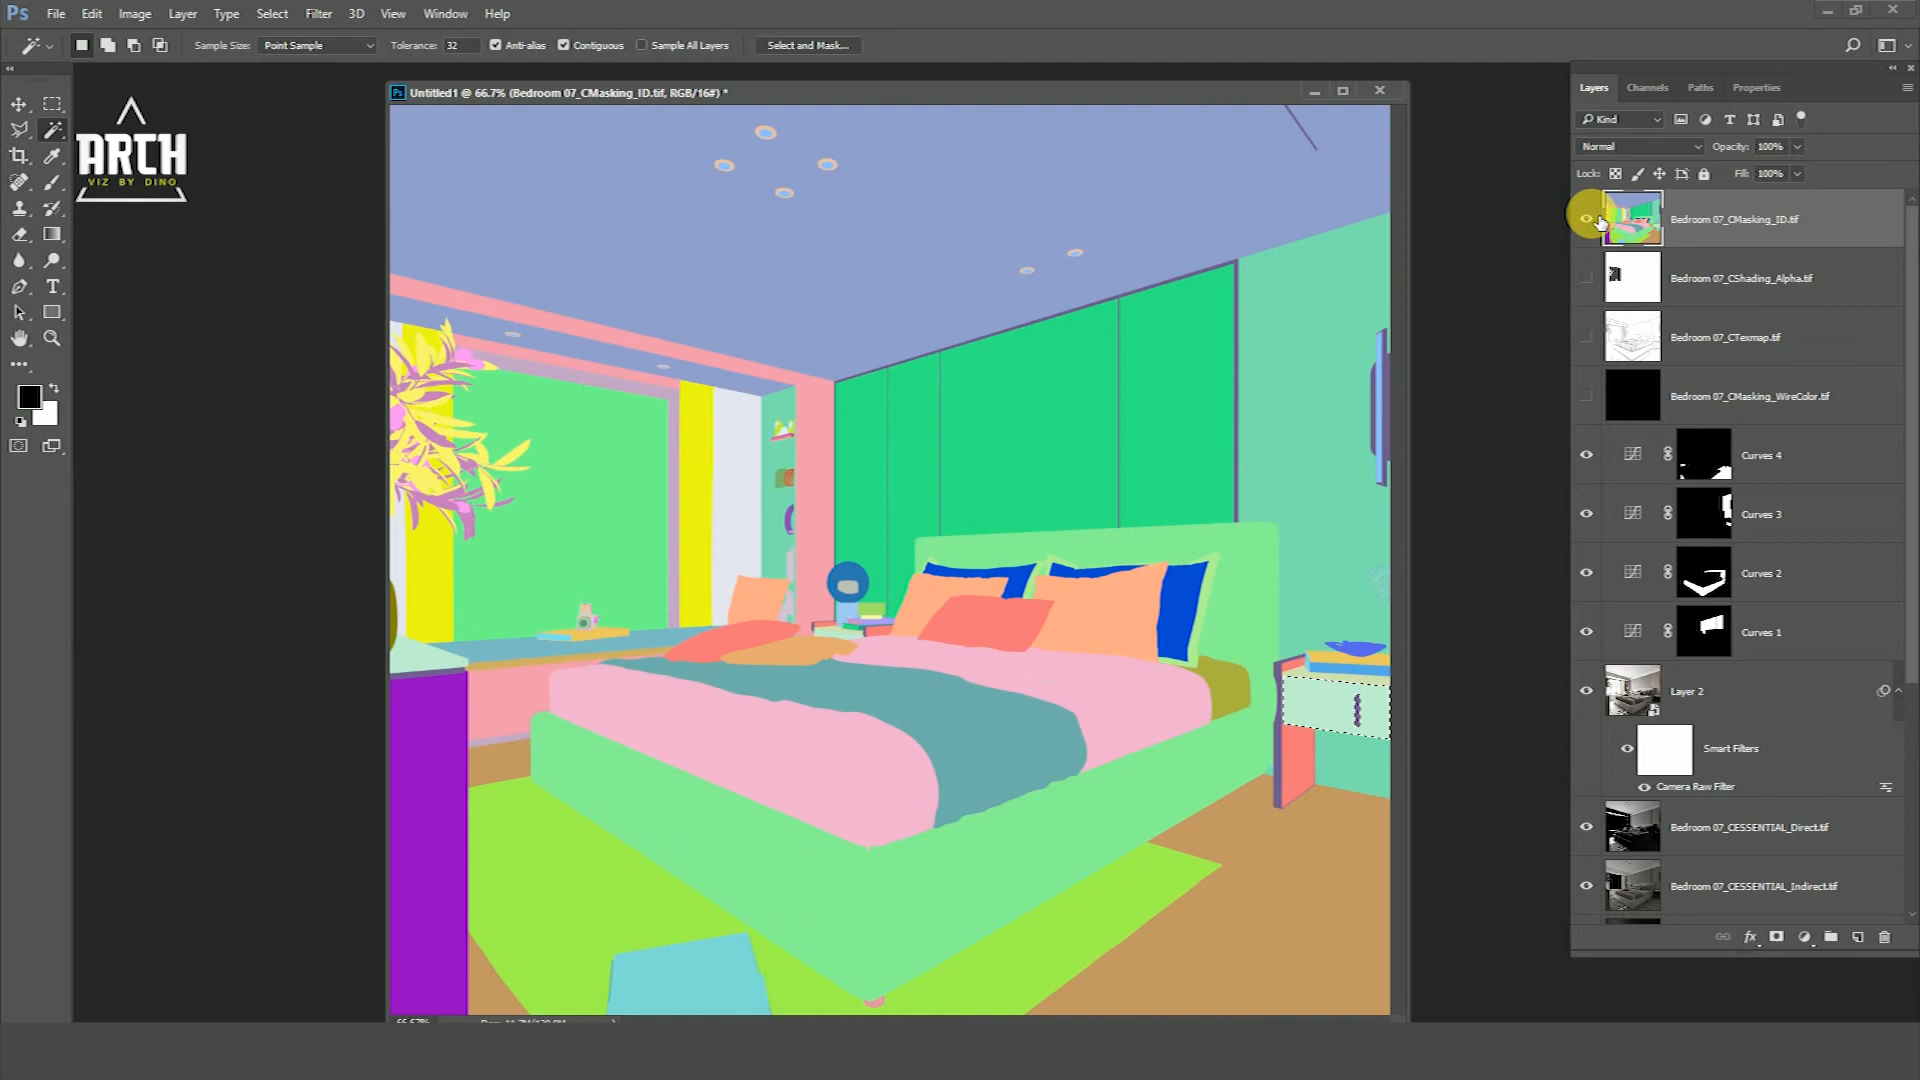 Ps File Edit Image Layer Type Select Filter 3D View Window Help
Sample Size: Point Sample Tolerance: 32 Anti-alias Contiguous Sample All Layers Select and Mask...
Untitled1 @ 66.7% (Bedroom 07_CMasking_ID.tif, RGB/16#) *
ARCH
VIZ BY DINO
Layers Channels Paths Properties
Kind
Normal Opacity: 100%
Lock: Fill: 100%
Bedroom 07_CMasking_ID.tif
Bedroom 07_CShading_Alpha.tif
Bedroom 07_CTexmap.tif
Bedroom 07_CMasking_WireColor.tif
Curves 4
Curves 3
Curves 2
Curves 1
Layer 2
Smart Filters
Camera Raw Filter
Bedroom 07_CESSENTIAL_Direct.tif
Bedroom 07_CESSENTIAL_Indirect.tif